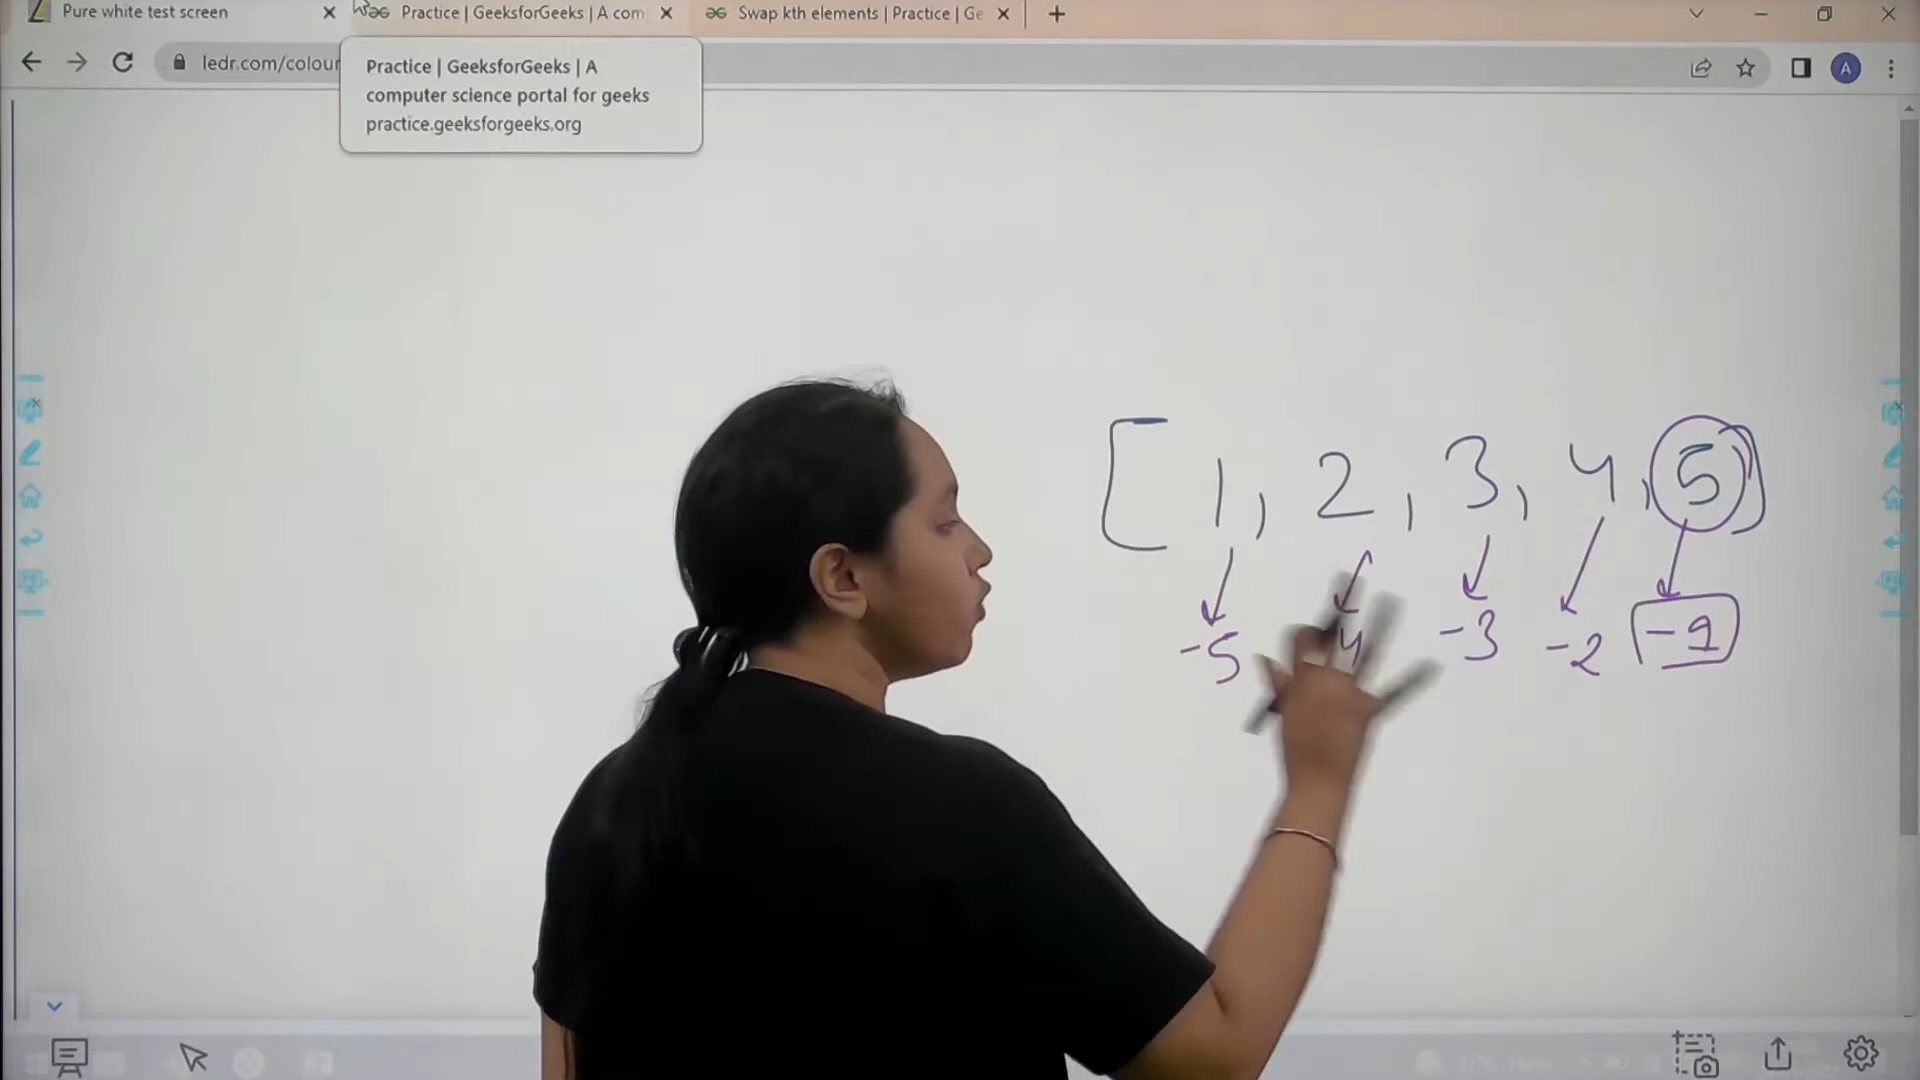 Pure white test screen
Practice | GeeksforGeeks | A com
Swap kth elements | Practice | Ge
ledr.com/colour
A
Practice | GeeksforGeeks | A
computer science portal for geeks
practice.geeksforgeeks.org
[ 1, 2, 3, 4, 5 ]
-5 4 -3 -2 -1